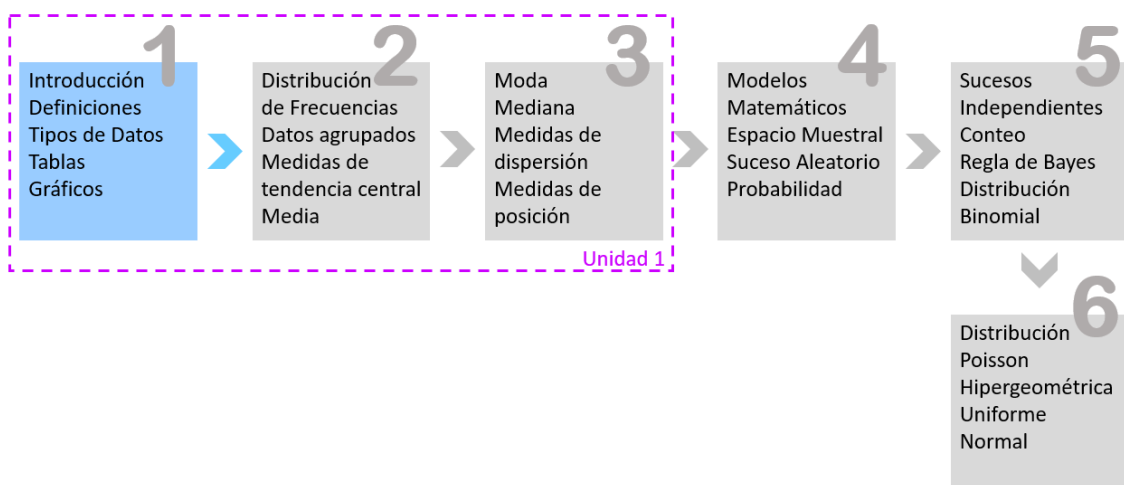 1
Introducción
Definiciones
Tipos de Datos
Tablas
Gráficos
2
Distribución
de Frecuencias
Datos agrupados
Medidas de
tendencia central
Media
3
Moda
Mediana
Medidas de
dispersión
Medidas de
posición
Unidad 1
4
Modelos
Matemáticos
Espacio Muestral
Suceso Aleatorio
Probabilidad
5
Sucesos
Independientes
Conteo
Regla de Bayes
Distribución
Binomial
6
Distribución
Poisson
Hipergeométrica
Uniforme
Normal